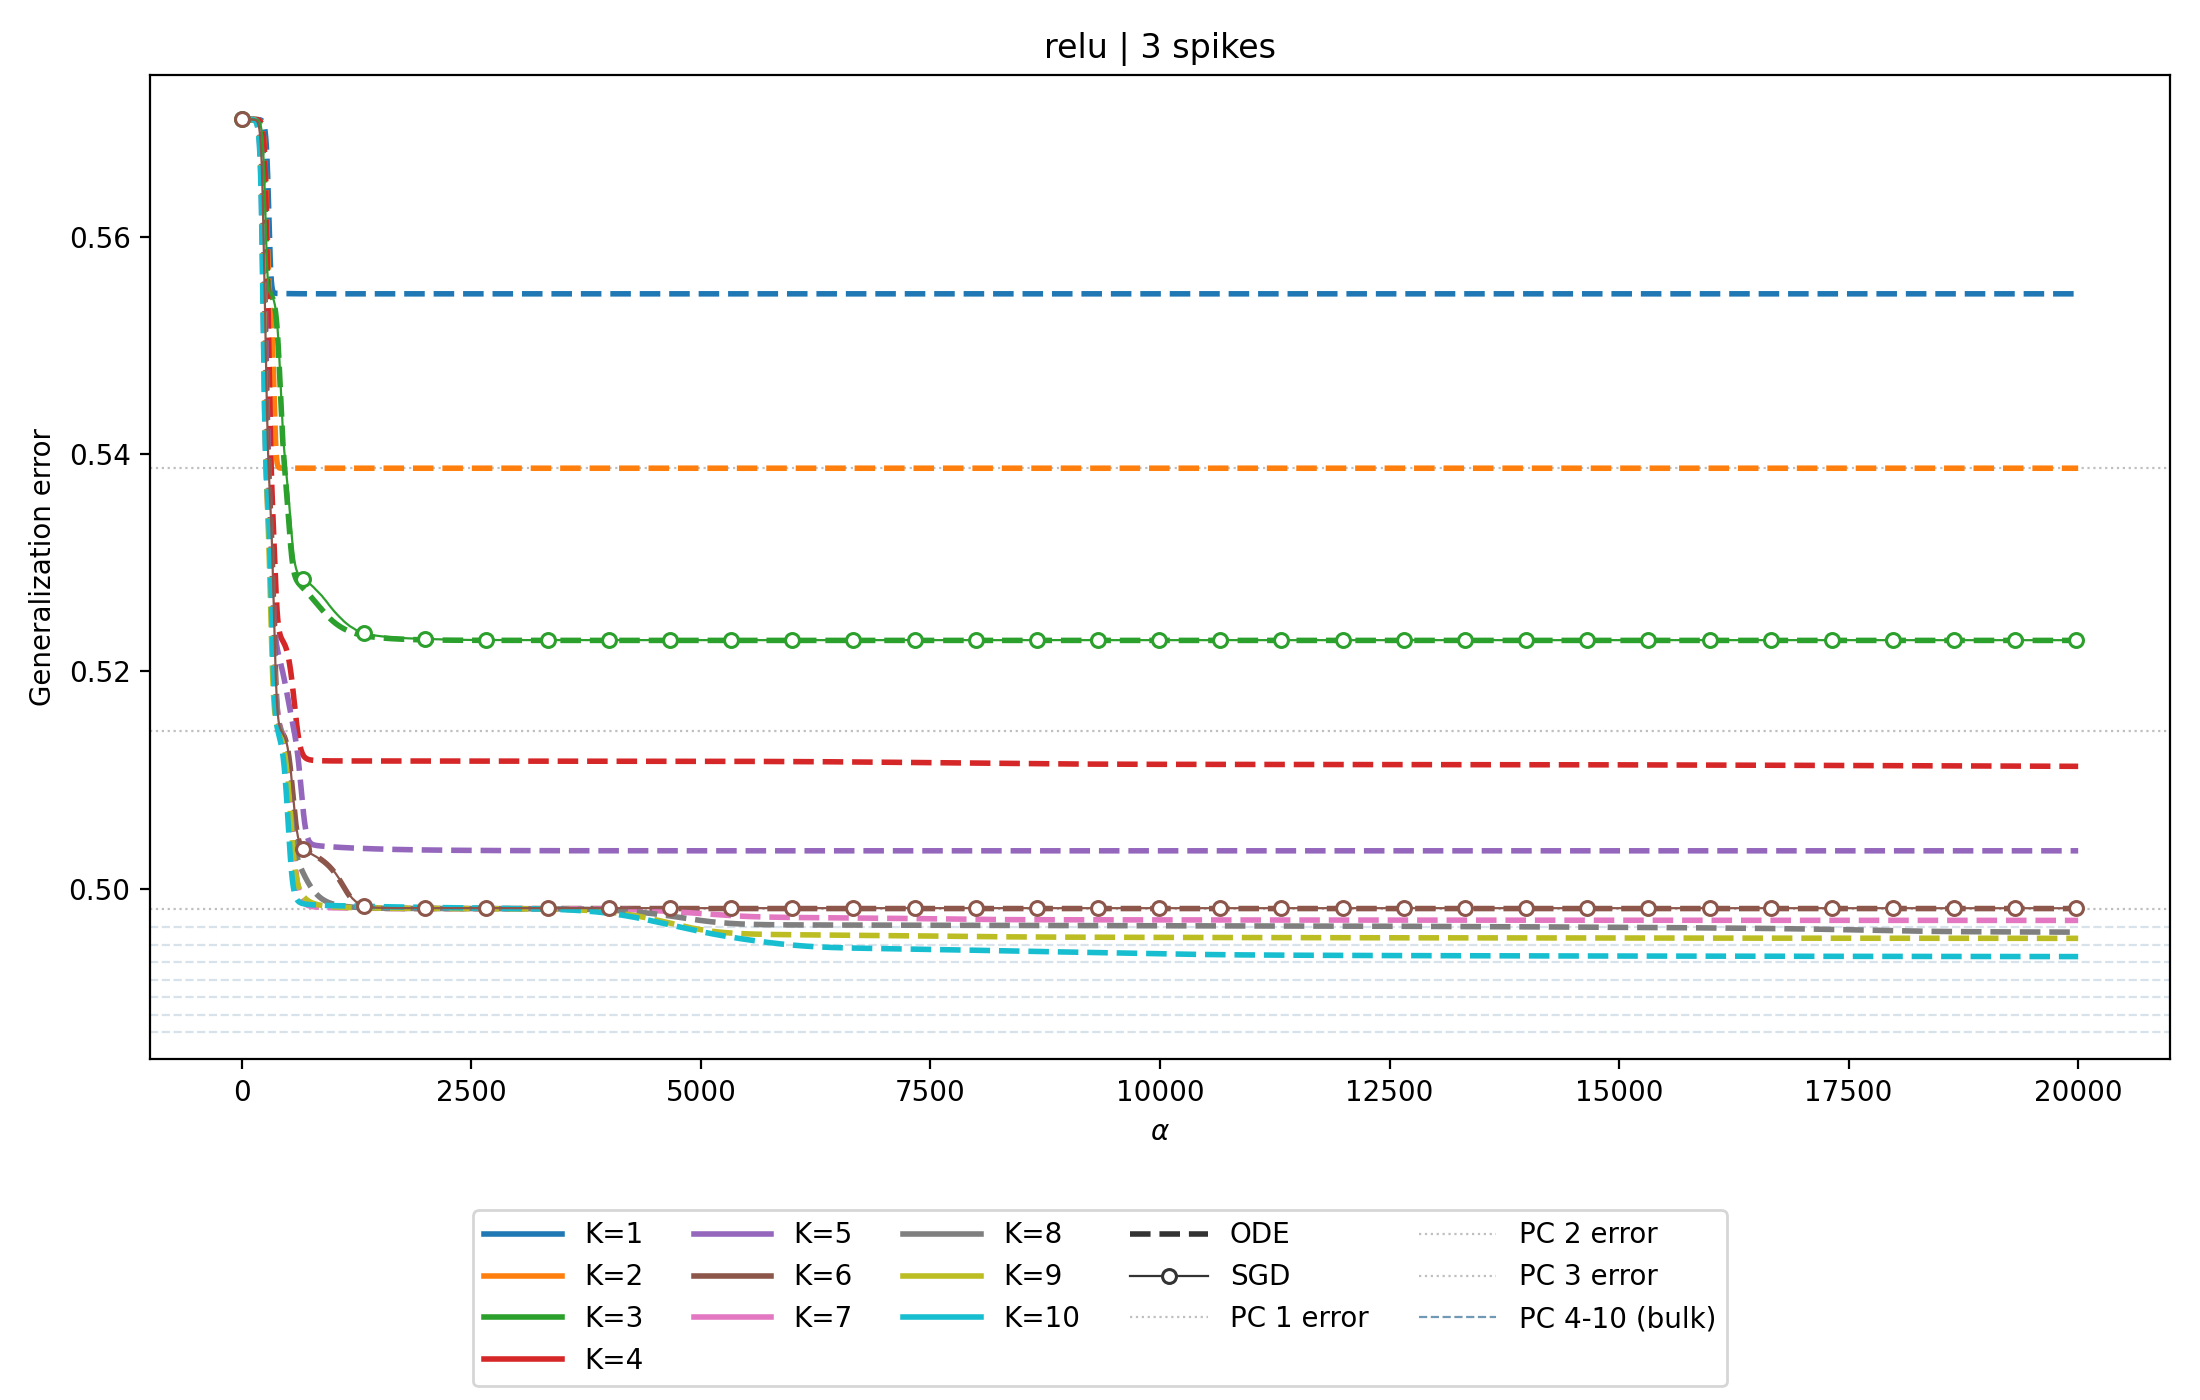 relu | 3 spikes
Generalization error
0.56
0.54
0.52
0.50
0
2500
5000
7500
10000
12500
15000
17500
20000
α
K=1
K=2
K=3
K=4
K=5
K=6
K=7
K=8
K=9
K=10
ODE
SGD
PC 1 error
PC 2 error
PC 3 error
PC 4-10 (bulk)